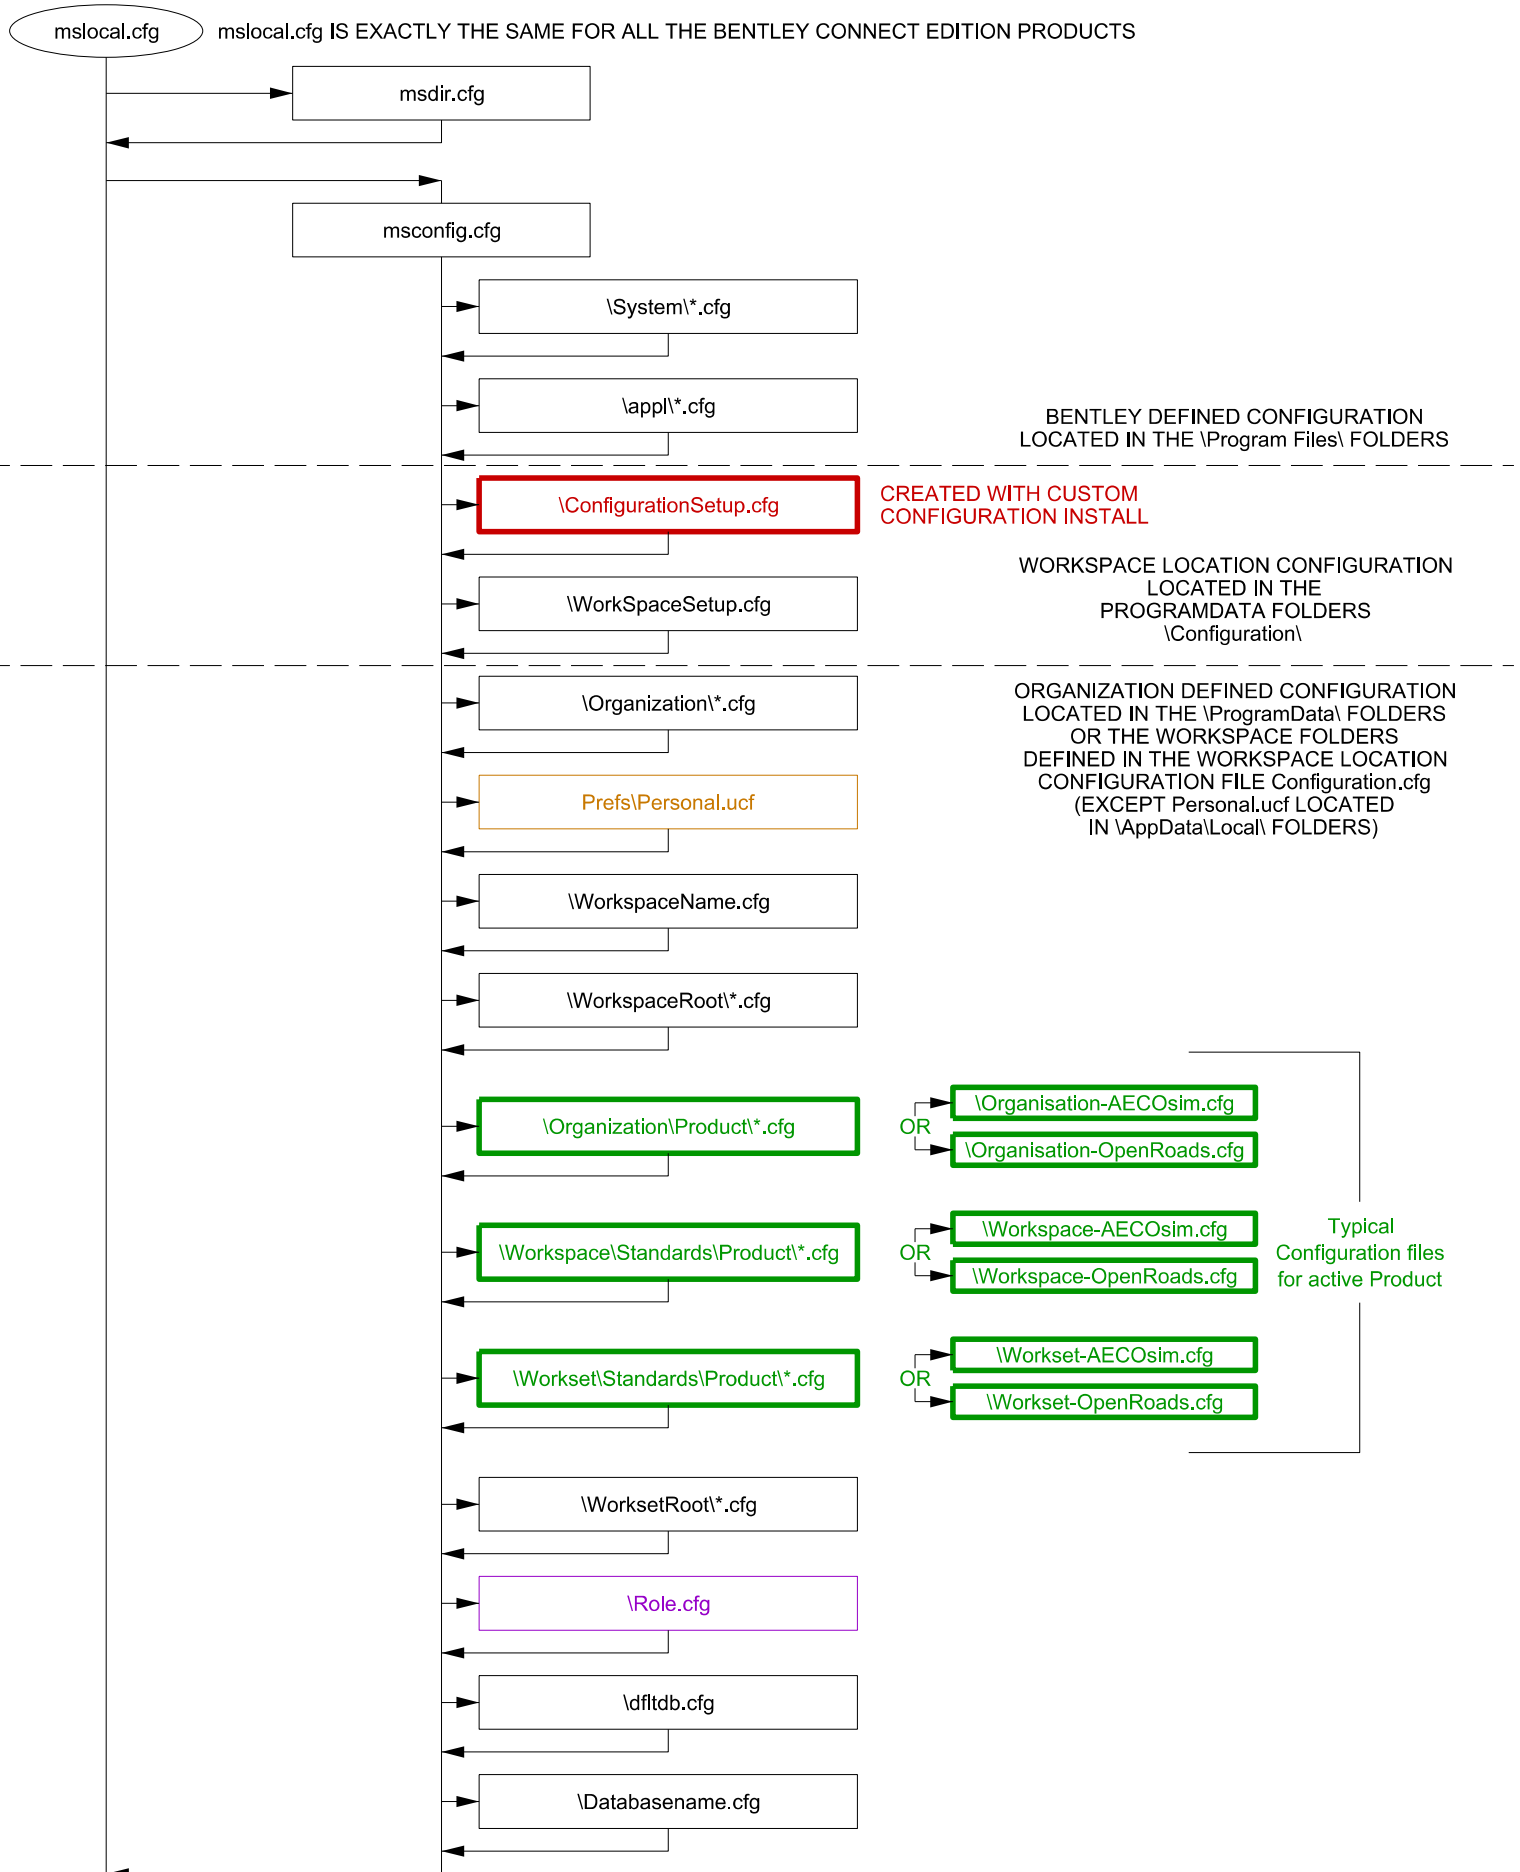 mslocal.cfg
mslocal.cfg IS EXACTLY THE SAME FOR ALL THE BENTLEY CONNECT EDITION PRODUCTS
msdir.cfg
msconfig.cfg
\System\*.cfg
\appl\*.cfg
BENTLEY DEFINED CONFIGURATION
LOCATED IN THE \Program Files\ FOLDERS
\ConfigurationSetup.cfg
CREATED WITH CUSTOM
CONFIGURATION INSTALL
WORKSPACE LOCATION CONFIGURATION
LOCATED IN THE
PROGRAMDATA FOLDERS
\Configuration\
\WorkSpaceSetup.cfg
\Organization\*.cfg
ORGANIZATION DEFINED CONFIGURATION
LOCATED IN THE \ProgramData\ FOLDERS
OR THE WORKSPACE FOLDERS
DEFINED IN THE WORKSPACE LOCATION
CONFIGURATION FILE Configuration.cfg
(EXCEPT Personal.ucf LOCATED
IN \AppData\Local\ FOLDERS)
Prefs\Personal.ucf
\WorkspaceName.cfg
\WorkspaceRoot\*.cfg
\Organization\Product\*.cfg
OR
\Organisation-AECOsim.cfg
\Organisation-OpenRoads.cfg
\Workspace\Standards\Product\*.cfg
OR
\Workspace-AECOsim.cfg
\Workspace-OpenRoads.cfg
Typical
Configuration files
for active Product
\Workset\Standards\Product\*.cfg
OR
\Workset-AECOsim.cfg
\Workset-OpenRoads.cfg
\WorksetRoot\*.cfg
\Role.cfg
\dfltdb.cfg
\Databasename.cfg